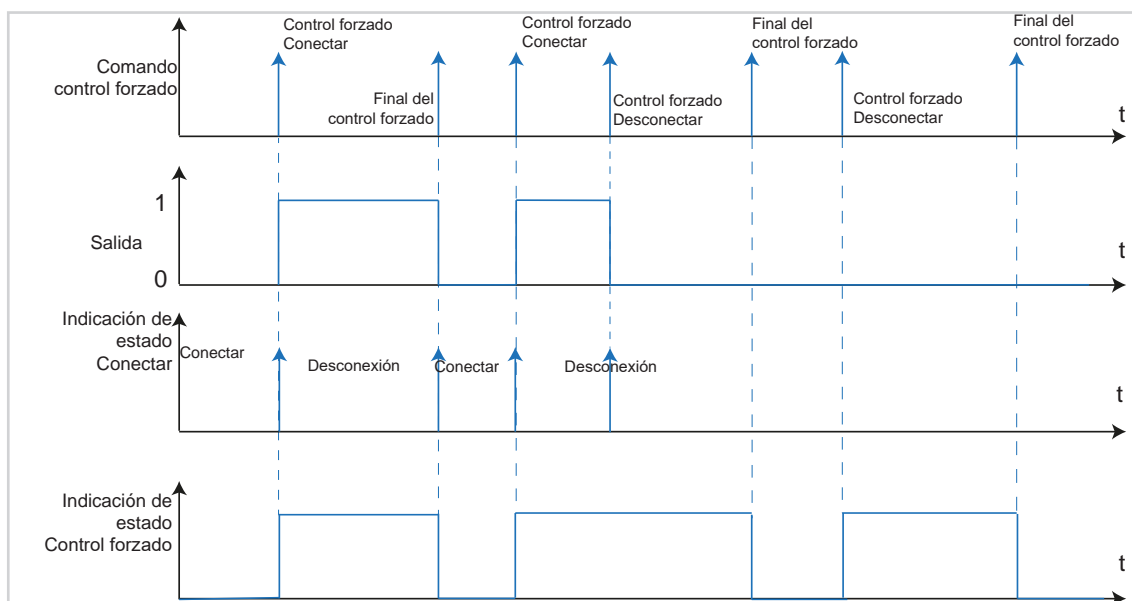 Control forzado
Conectar
Control forzado
Conectar
Final del
control forzado
Final del
control forzado
Comando
control forzado
Final del
control forzado
Control forzado
Desconectar
Control forzado
Desconectar
t
1
Salida
0
t
Indicación de
estado
Conectar
Conectar
Desconexión
Conectar
Desconexión
t
Indicación de
estado
Control forzado
t